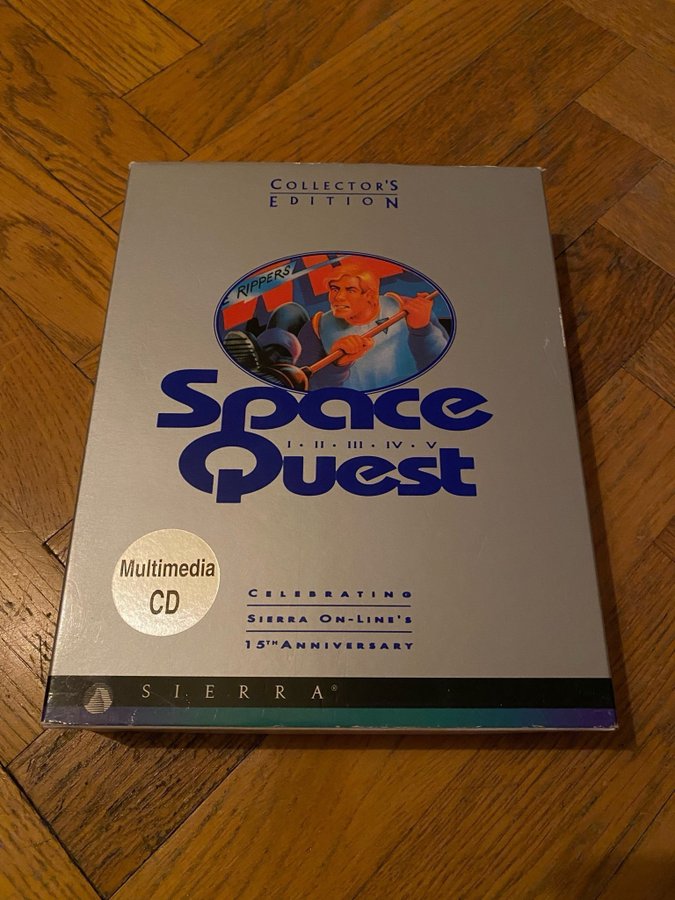 COLLECTOR'S
EDITION
RIPPERS
Space
I · II · III · IV · V
Quest
Multimedia
CD
CELEBRATING
SIERRA ON-LINE'S
15TH ANNIVERSARY
SIERRA®